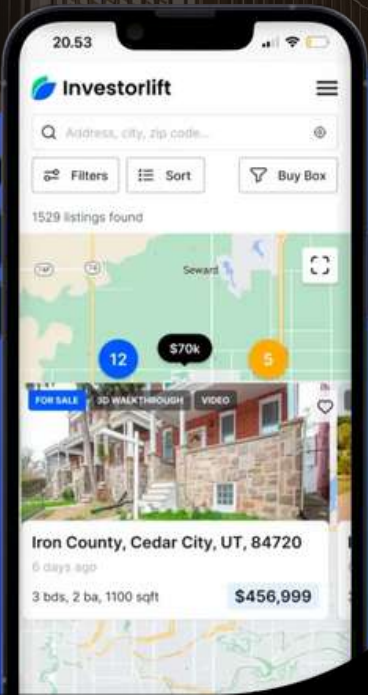 20.53
Investorlift
Address, city, zip code...
Filters
Sort
Buy Box
1529 listings found
74
Seward
12
$70k
5
FOR SALE
3D WALKTHROUGH
VIDEO
Iron County, Cedar City, UT, 84720
6 days ago
3 bds, 2 ba, 1100 sqft
$456,999